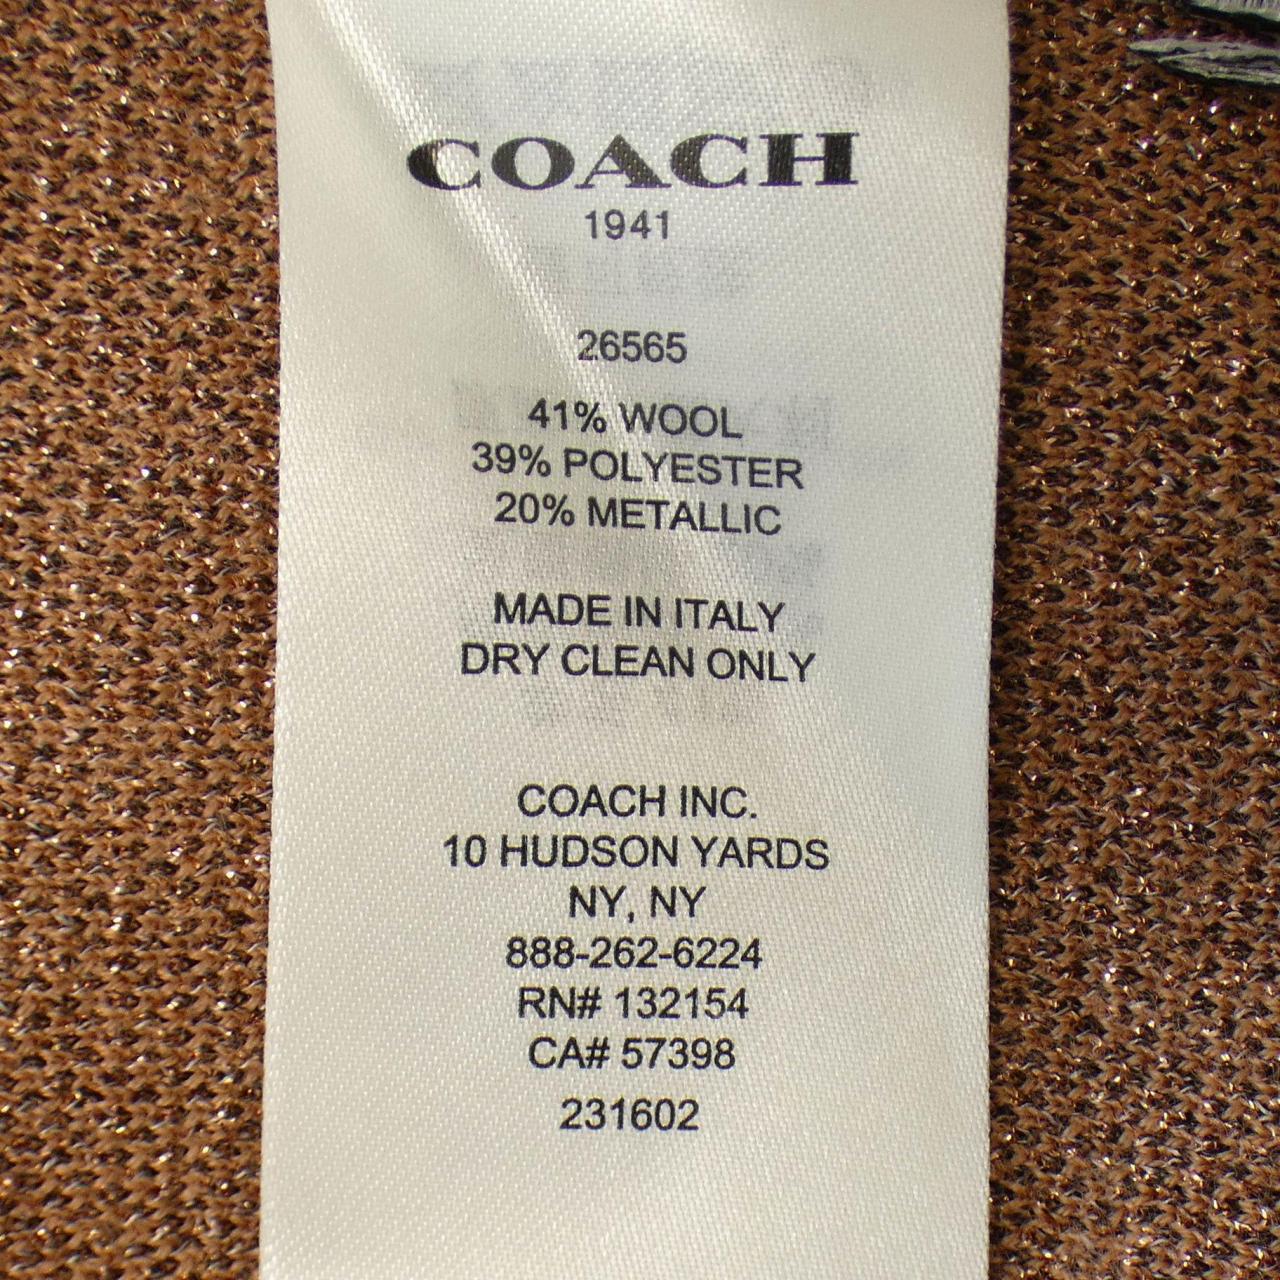 COACH
1941
26565
41% WOOL
39% POLYESTER
20% METALLIC
MADE IN ITALY
DRY CLEAN ONLY
COACH INC.
10 HUDSON YARDS
NY, NY
888-262-6224
RN# 132154
CA# 57398
231602